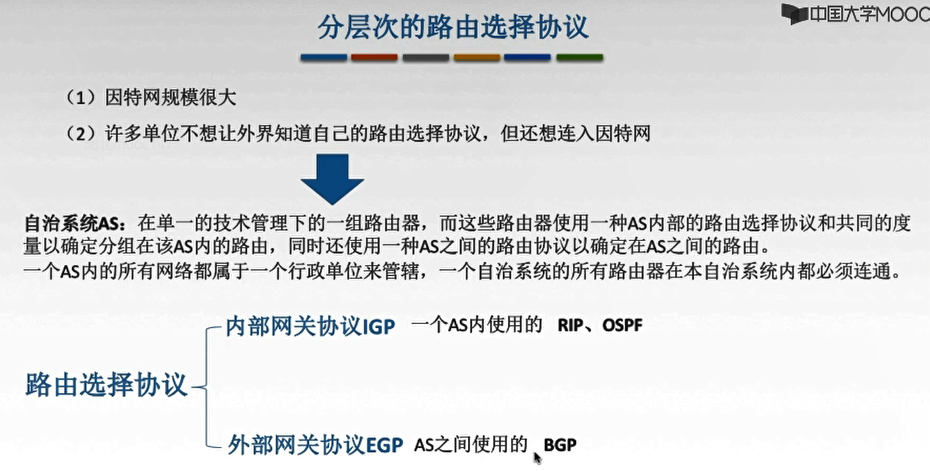 中国大学MOOC
分层次的路由选择协议
（1）因特网规模很大
（2）许多单位不想让外界知道自己的路由选择协议，但还想连入因特网
自治系统AS：在单一的技术管理下的一组路由器，而这些路由器使用一种AS内部的路由选择协议和共同的度
量以确定分组在该AS内的路由，同时还使用一种AS之间的路由协议以确定在AS之间的路由。
一个AS内的所有网络都属于一个行政单位来管辖，一个自治系统的所有路由器在本自治系统内都必须连通。
内部网关协议IGP 一个AS内使用的 RIP、OSPF
路由选择协议
外部网关协议EGP AS之间使用的 BGP